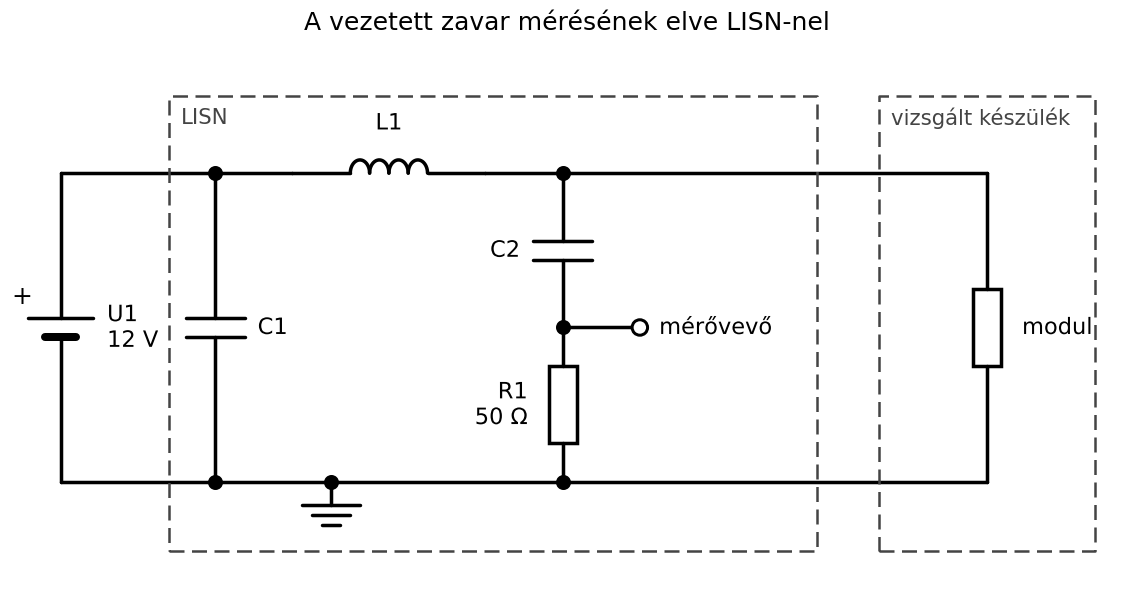 A vezetett zavar mérésének elve LISN-nel
LISN
L1
vizsgált készülék
C2
+
U1
12 V
C1
mérővevő
modul
R1
50 Ω